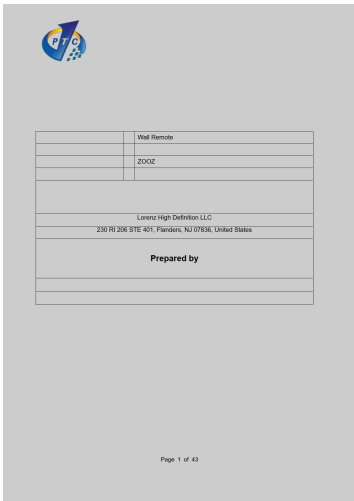 PTC
Wall Remote
ZOOZ
Lorenz High Definition LLC
230 Rt 206 STE 401, Flanders, NJ 07836, United States
Prepared by
Page 1 of 43